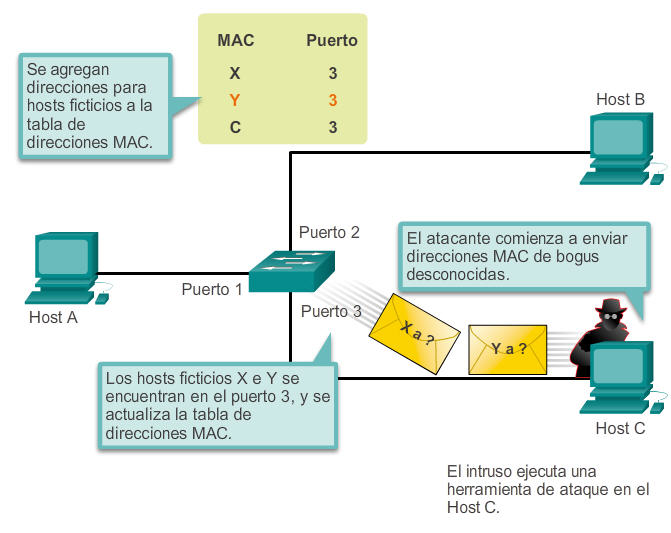 MAC Puerto
X 3
Y 3
C 3
Se agregan
direcciones para
hosts ficticios a la
tabla de
direcciones MAC.
Host B
Puerto 2
El atacante comienza a enviar
direcciones MAC de bogus
desconocidas.
Puerto 1
Puerto 3
Host A
X a ?
Y a ?
Los hosts ficticios X e Y se
encuentran en el puerto 3, y se
actualiza la tabla de
direcciones MAC.
Host C
El intruso ejecuta una
herramienta de ataque en el
Host C.